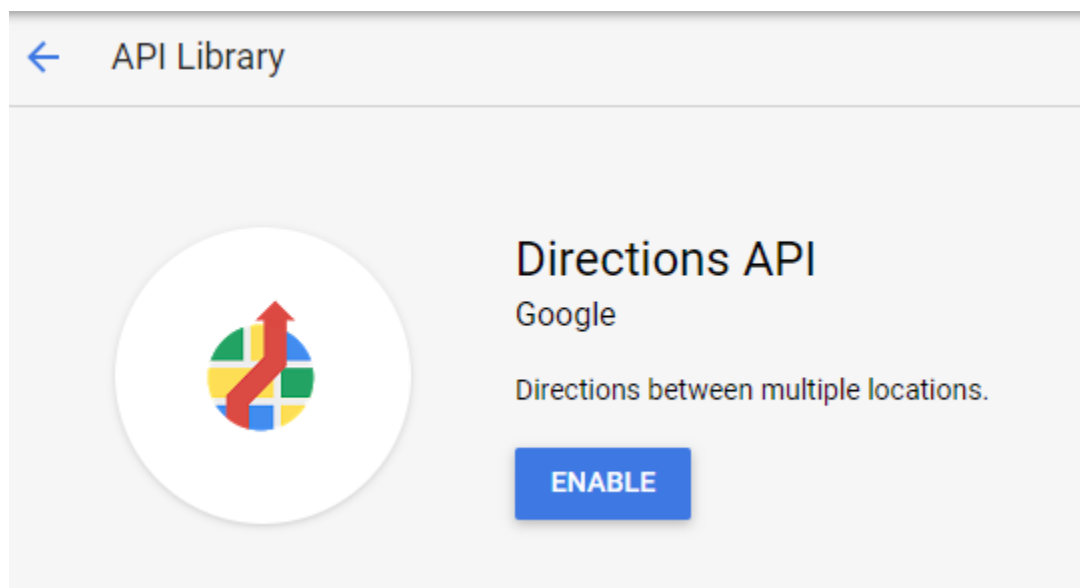 API Library
Directions API
Google
Directions between multiple locations.
ENABLE